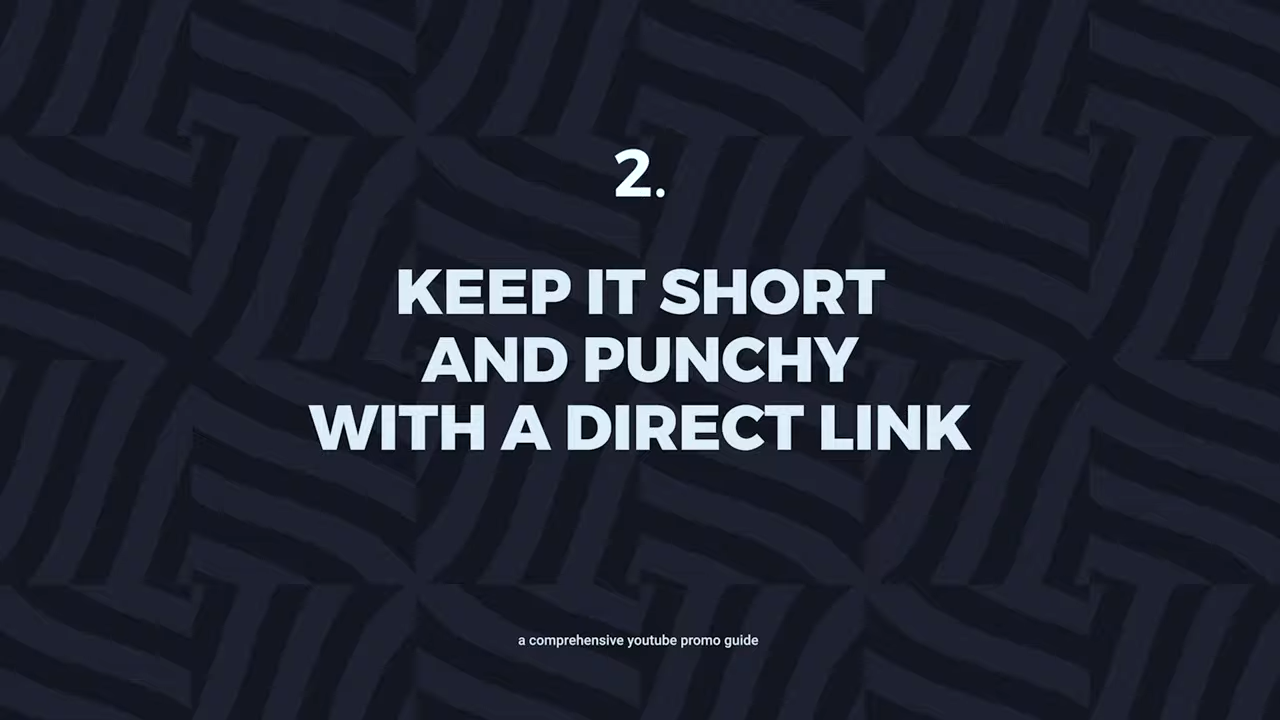 2.
KEEP IT SHORT
AND PUNCHY
WITH A DIRECT LINK
a comprehensive youtube promo guide